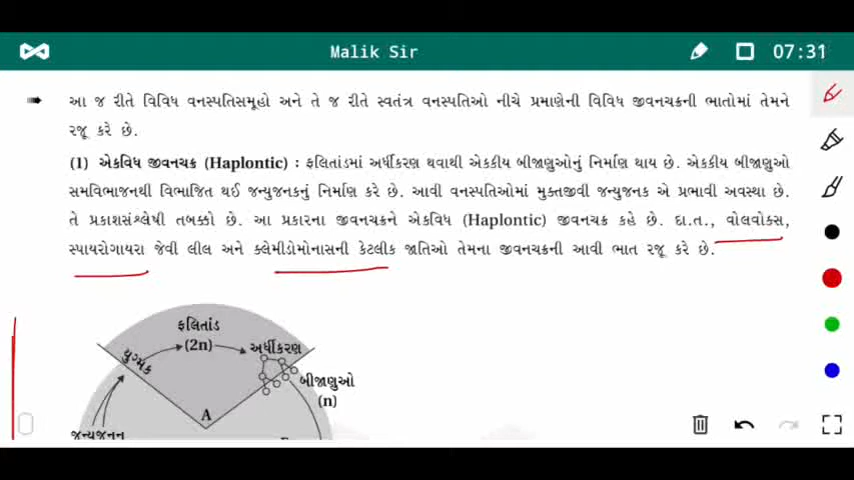 Malik Sir
07:31
આ જ રીતે વિવિધ વનસ્પતિસમૂહો અને તે જ રીતે સ્વતંત્ર વનસ્પતિઓ નીચે પ્રમાણેની વિવિધ જીવનચક્રની ભાતોમાં તેમને
રજૂ કરે છે.
(1) એકવિધ જીવનચક્ર (Haplontic) : ફલિતાંડમાં અર્ધીકરણ થવાથી એકકીય બીજાણુઓનું નિર્માણ થાય છે. એકકીય બીજાણુઓ
સમવિભાજનથી વિભાજિત થઈ જન્યુજનકનું નિર્માણ કરે છે. આવી વનસ્પતિઓમાં મુક્તજીવી જન્યુજનક એ પ્રભાવી અવસ્થા છે.
તે પ્રકાશસંશ્લેષી તબક્કો છે. આ પ્રકારના જીવનચક્રને એકવિધ (Haplontic) જીવનચક્ર કહે છે. દા.ત., વોલવોક્સ,
સ્પાયરોગાયરા જેવી લીલ અને ક્લેમીડોમોનાસની કેટલીક જાતિઓ તેમના જીવનચક્રની આવી ભાત રજૂ કરે છે.
ફલિતાંડ
(2n)
અર્ધીકરણ
યુગ્મક
બીજાણુઓ
(n)
A
જન્યુજનન